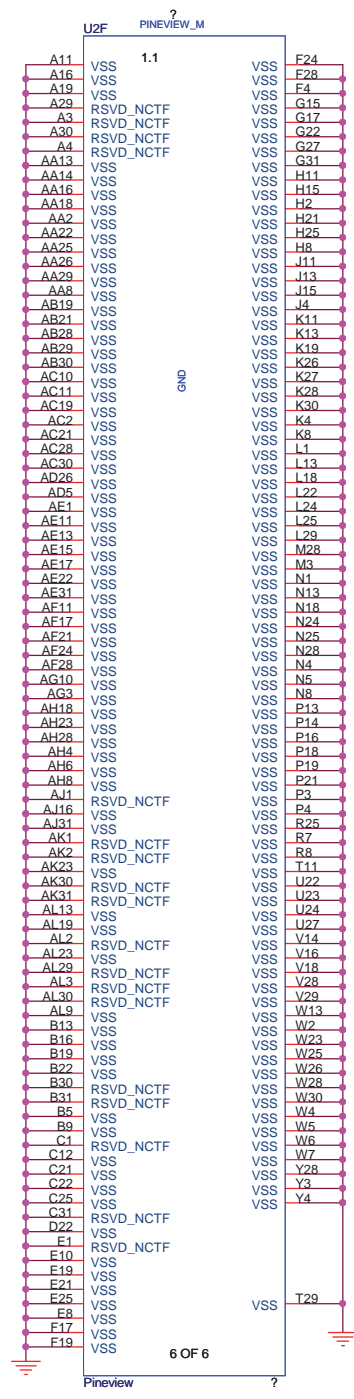 ?
U2F PINEVIEW_M
1.1
A11 VSS VSS F24
A16 VSS VSS F28
A19 VSS VSS F4
A29 RSVD_NCTF VSS G15
A3 RSVD_NCTF VSS G17
A30 RSVD_NCTF VSS G22
A4 RSVD_NCTF VSS G27
AA13 VSS VSS G31
AA14 VSS VSS H11
AA16 VSS VSS H15
AA18 VSS VSS H2
AA2 VSS VSS H21
AA22 VSS VSS H25
AA25 VSS VSS H8
AA26 VSS VSS J11
AA29 VSS VSS J13
AA8 VSS VSS J15
AB19 VSS VSS J4
AB21 VSS VSS K11
AB28 VSS VSS K13
AB29 VSS VSS K19
AB30 VSS VSS K26
GND
AC10 VSS VSS K27
AC11 VSS VSS K28
AC19 VSS VSS K30
AC2 VSS VSS K4
AC21 VSS VSS K8
AC28 VSS VSS L1
AC30 VSS VSS L13
AD26 VSS VSS L18
AD5 VSS VSS L22
AE1 VSS VSS L24
AE11 VSS VSS L25
AE13 VSS VSS L29
AE15 VSS VSS M28
AE17 VSS VSS M3
AE22 VSS VSS N1
AE31 VSS VSS N13
AF11 VSS VSS N18
AF17 VSS VSS N24
AF21 VSS VSS N25
AF24 VSS VSS N28
AF28 VSS VSS N4
AG10 VSS VSS N5
AG3 VSS VSS N8
AH18 VSS VSS P13
AH23 VSS VSS P14
AH28 VSS VSS P16
AH4 VSS VSS P18
AH6 VSS VSS P19
AH8 VSS VSS P21
AJ1 RSVD_NCTF VSS P3
AJ16 VSS VSS P4
AJ31 VSS VSS R25
AK1 RSVD_NCTF VSS R7
AK2 RSVD_NCTF VSS R8
AK23 VSS VSS T11
AK30 RSVD_NCTF VSS U22
AK31 RSVD_NCTF VSS U23
AL13 VSS VSS U24
AL19 VSS VSS U27
AL2 RSVD_NCTF VSS V14
AL23 VSS VSS V16
AL29 RSVD_NCTF VSS V18
AL3 RSVD_NCTF VSS V28
AL30 RSVD_NCTF VSS V29
AL9 VSS VSS W13
B13 VSS VSS W2
B16 VSS VSS W23
B19 VSS VSS W25
B22 VSS VSS W26
B30 RSVD_NCTF VSS W28
B31 RSVD_NCTF VSS W30
B5 VSS VSS W4
B9 VSS VSS W5
C1 RSVD_NCTF VSS W6
C12 VSS VSS W7
C21 VSS VSS Y28
C22 VSS VSS Y3
C25 VSS VSS Y4
C31 RSVD_NCTF
D22 VSS
E1 RSVD_NCTF
E10 VSS
E19 VSS
E21 VSS
E25 VSS VSS T29
E8 VSS
F17 VSS
F19 VSS
6 OF 6
Pineview ?